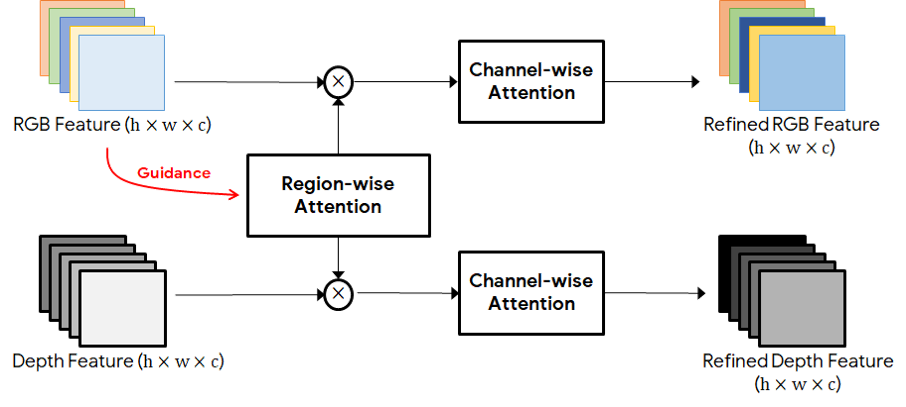 RGB Feature (h × w × c)
×
Channel-wise
Attention
Refined RGB Feature
(h × w × c)
Guidance
Region-wise
Attention
Depth Feature (h × w × c)
×
Channel-wise
Attention
Refined Depth Feature
(h × w × c)